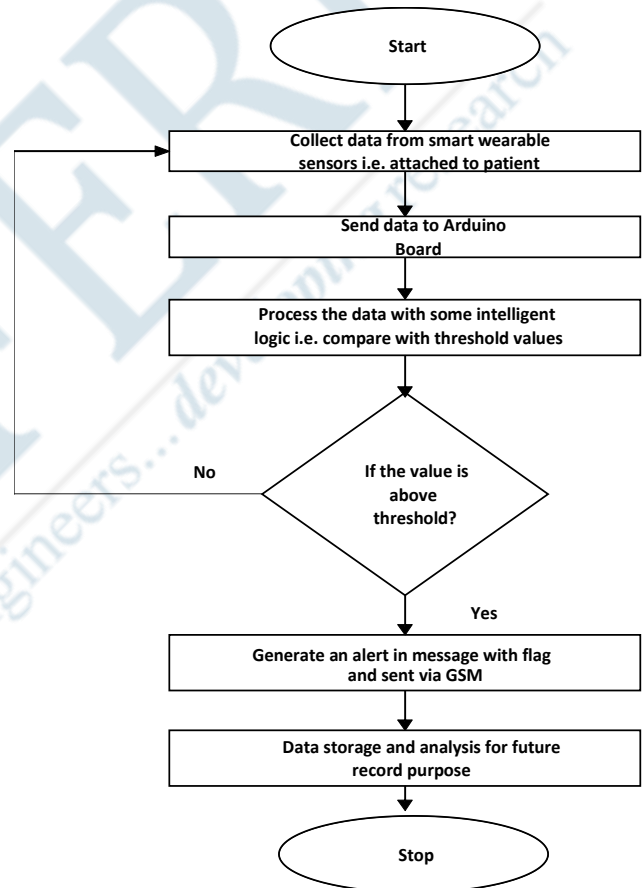 Start
Collect data from smart wearable
sensors i.e. attached to patient
Send data to Arduino
Board
Process the data with some intelligent
logic i.e. compare with threshold values
If the value is
above
threshold?
No
Yes
Generate an alert in message with flag
and sent via GSM
Data storage and analysis for future
record purpose
Stop